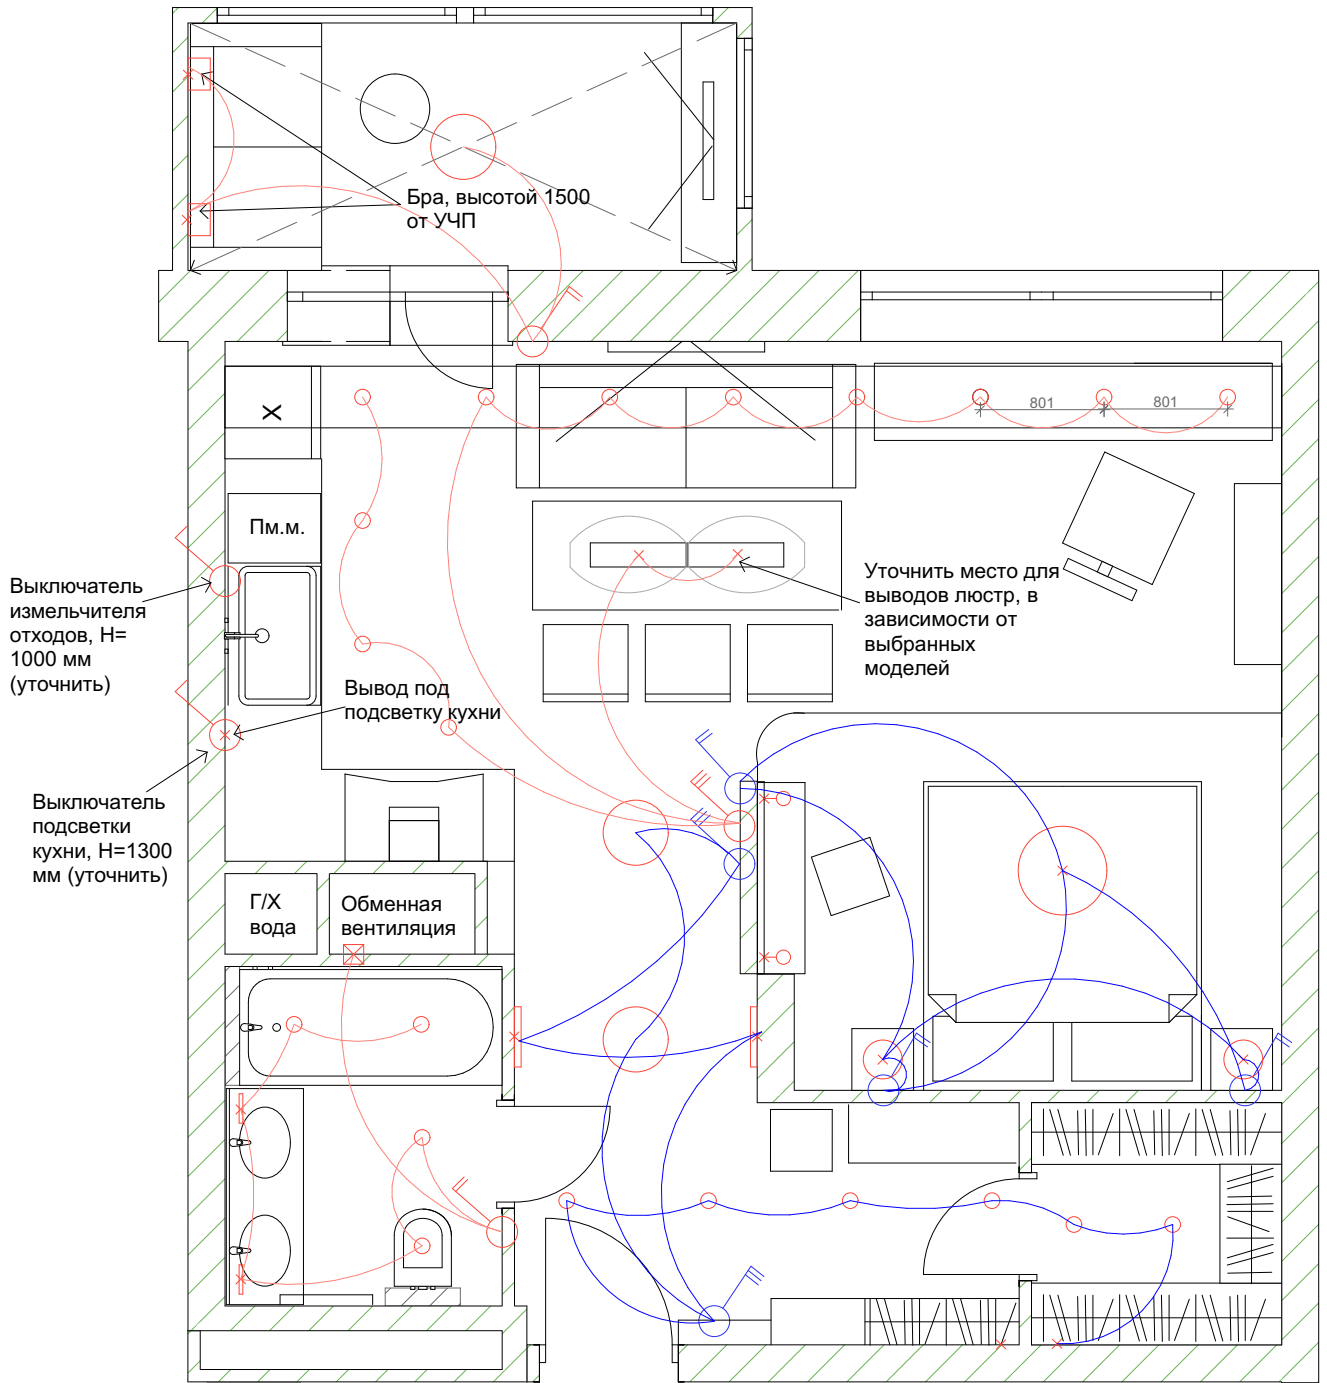 Бра, высотой 1500
от УЧП
801
801
X
Пм.м.
Выключатель
измельчителя
отходов, Н=
1000 мм
(уточнить)
Уточнить место для
выводов люстр, в
зависимости от
выбранных
моделей
Вывод под
подсветку кухни
Выключатель
подсветки
кухни, Н=1300
мм (уточнить)
Г/Х
вода
Обменная
вентиляция